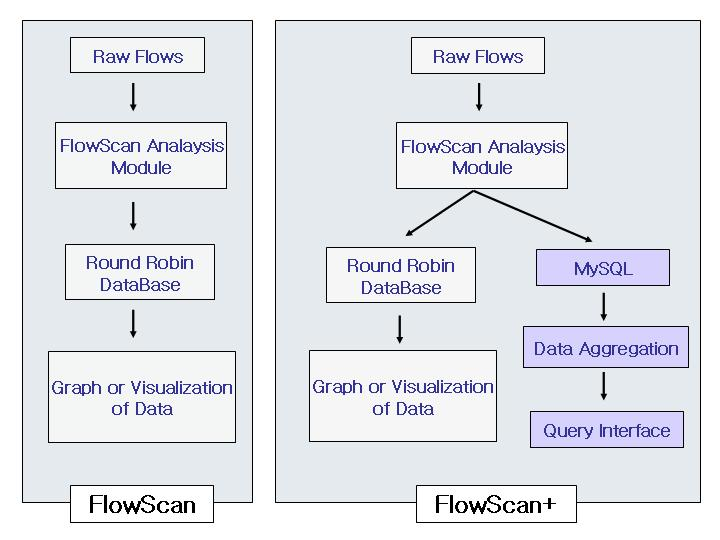 Raw Flows
FlowScan Analaysis
Module
Round Robin
DataBase
Graph or Visualization
of Data
FlowScan
Raw Flows
FlowScan Analaysis
Module
Round Robin
DataBase
Graph or Visualization
of Data
MySQL
Data Aggregation
Query Interface
FlowScan+